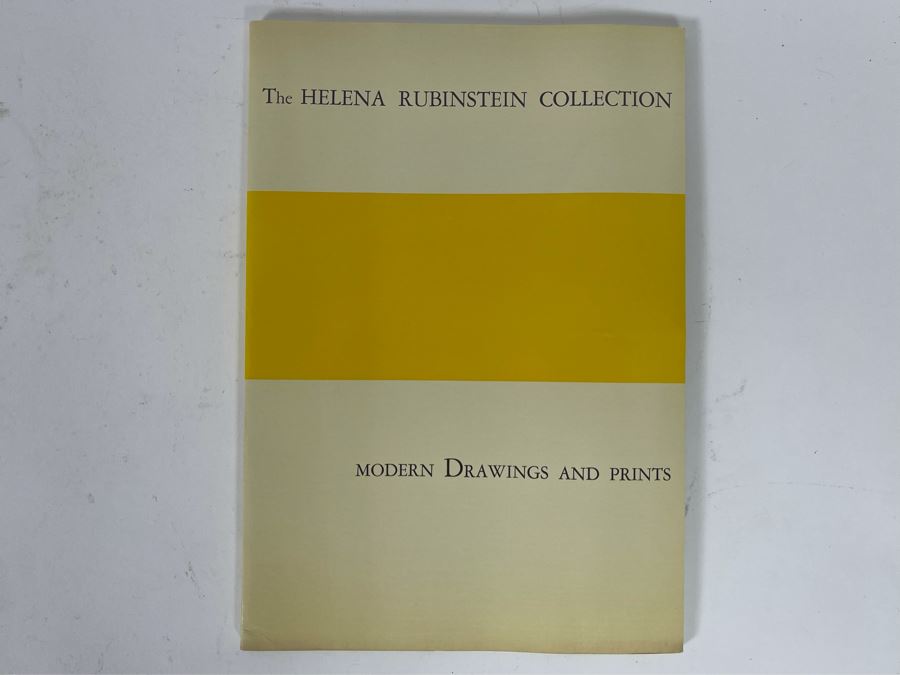 The HELENA RUBINSTEIN COLLECTION
MODERN DRAWINGS AND PRINTS